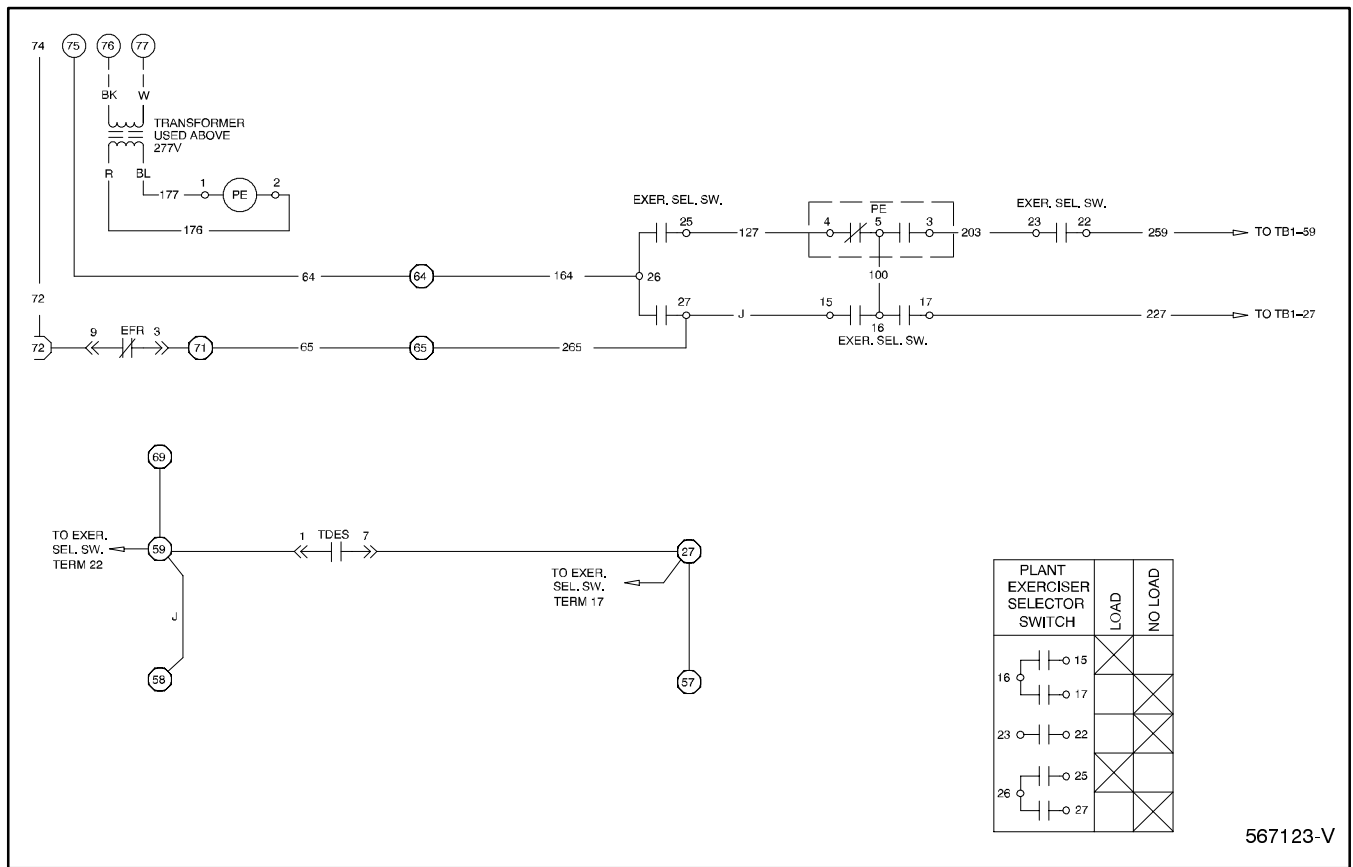 74 75 76 77
BK W
TRANSFORMER
USED ABOVE
277V
R BL
177 1 PE 2
176
EXER. SEL. SW.
25 127
PE
4 5 3
203
EXER. SEL. SW.
23 22
259 TO TB1–59
64 64 164 26
100
72
27 J 15 16 17
EXER. SEL. SW.
227 TO TB1–27
72 9 EFR 3 71 65 65 265
69
TO EXER.
SEL. SW.
TERM 22
59 1 TDES 7 27
TO EXER.
SEL. SW.
TERM 17
J
58 57
PLANT
EXERCISER
SELECTOR
SWITCH
LOAD
NO LOAD
16 15
17
23 22
26 25
27
567123-V